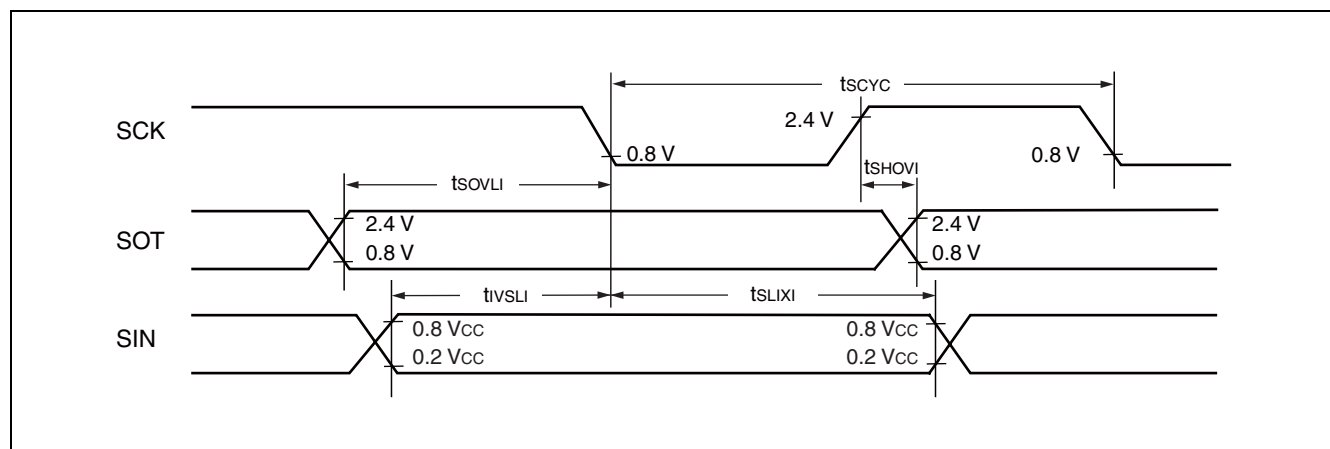 tSCYC
SCK
2.4 V
0.8 V
0.8 V
tSOVLI
tSHOVI
SOT
2.4 V
2.4 V
0.8 V
0.8 V
tIVSLI
tSLIXI
SIN
0.8 VCC
0.8 VCC
0.2 VCC
0.2 VCC